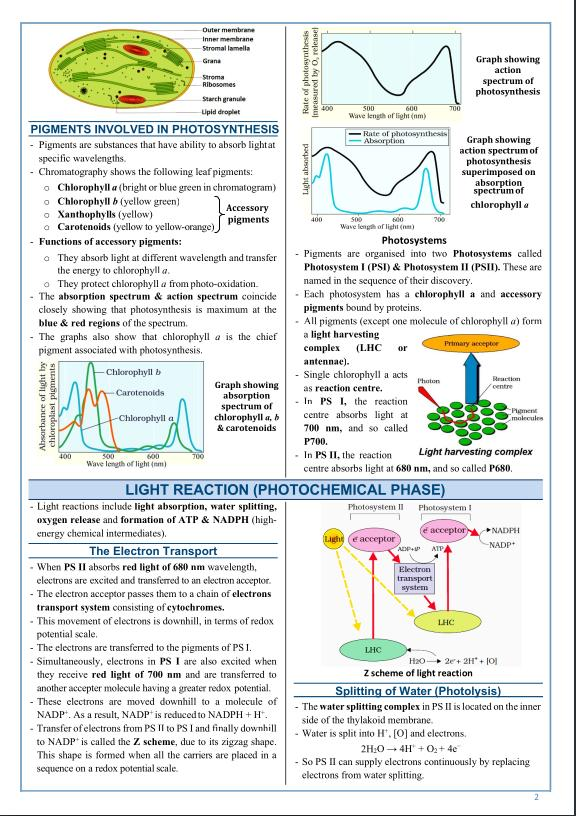 Outer membrane
Inner membrane
Stromal lamella
Grana
Stroma
Ribosomes
Starch granule
Lipid droplet
PIGMENTS INVOLVED IN PHOTOSYNTHESIS
- Pigments are substances that have ability to absorb light at
specific wavelengths.
- Chromatography shows the following leaf pigments:
o Chlorophyll a (bright or blue green in chromatogram)
o Chlorophyll b (yellow green)
o Xanthophylls (yellow)
o Carotenoids (yellow to yellow-orange)
Accessory
pigments
- Functions of accessory pigments:
o They absorb light at different wavelength and transfer
the energy to chlorophyll a.
o They protect chlorophyll a from photo-oxidation.
- The absorption spectrum & action spectrum coincide
closely showing that photosynthesis is maximum at the
blue & red regions of the spectrum.
- The graphs also show that chlorophyll a is the chief
pigment associated with photosynthesis.
Absorbance of light by
chloroplast pigments
Chlorophyll b
Carotenoids
Chlorophyll a
400 500 600 700
Wave length of light (nm)
Graph showing
absorption
spectrum of
chlorophyll a, b
& carotenoids
Rate of photosynthesis
(measured by O2 release)
400 500 600 700
Wave length of light (nm)
Graph showing
action
spectrum of
photosynthesis
Light absorbed
Rate of photosynthesis
Absorption
400 500 600 700
Wave length of light (nm)
Graph showing
action spectrum of
photosynthesis
superimposed on
absorption
spectrum of
chlorophyll a
Photosystems
- Pigments are organised into two Photosystems called
Photosystem I (PSI) & Photosystem II (PSII). These are
named in the sequence of their discovery.
- Each photosystem has a chlorophyll a and accessory
pigments bound by proteins.
- All pigments (except one molecule of chlorophyll a) form
a light harvesting
complex (LHC or
antennae).
- Single chlorophyll a acts
as reaction centre.
- In PS I, the reaction
centre absorbs light at
700 nm, and so called
P700.
- In PS II, the reaction
centre absorbs light at 680 nm, and so called P680.
Primary acceptor
Photon
Reaction
centre
Pigment
molecules
Light harvesting complex
LIGHT REACTION (PHOTOCHEMICAL PHASE)
- Light reactions include light absorption, water splitting,
oxygen release and formation of ATP & NADPH (high-
energy chemical intermediates).
The Electron Transport
- When PS II absorbs red light of 680 nm wavelength,
electrons are excited and transferred to an electron acceptor.
- The electron acceptor passes them to a chain of electrons
transport system consisting of cytochromes.
- This movement of electrons is downhill, in terms of redox
potential scale.
- The electrons are transferred to the pigments of PS I.
- Simultaneously, electrons in PS I are also excited when
they receive red light of 700 nm and are transferred to
another accepter molecule having a greater redox potential.
- These electrons are moved downhill to a molecule of
NADP⁺. As a result, NADP⁺ is reduced to NADPH + H⁺.
- Transfer of electrons from PS II to PS I and finally downhill
to NADP⁺ is called the Z scheme, due to its zigzag shape.
This shape is formed when all the carriers are placed in a
sequence on a redox potential scale.
Photosystem II Photosystem I
Light
e⁻ acceptor
e⁻ acceptor
NADPH
NADP⁺
ADP+iP ATP
Electron
transport
system
LHC
LHC
H₂O → 2e⁻ + 2H⁺ + [O]
Z scheme of light reaction
Splitting of Water (Photolysis)
- The water splitting complex in PS II is located on the inner
side of the thylakoid membrane.
- Water is split into H⁺, [O] and electrons.
2H₂O → 4H⁺ + O₂ + 4e⁻
- So PS II can supply electrons continuously by replacing
electrons from water splitting.
2